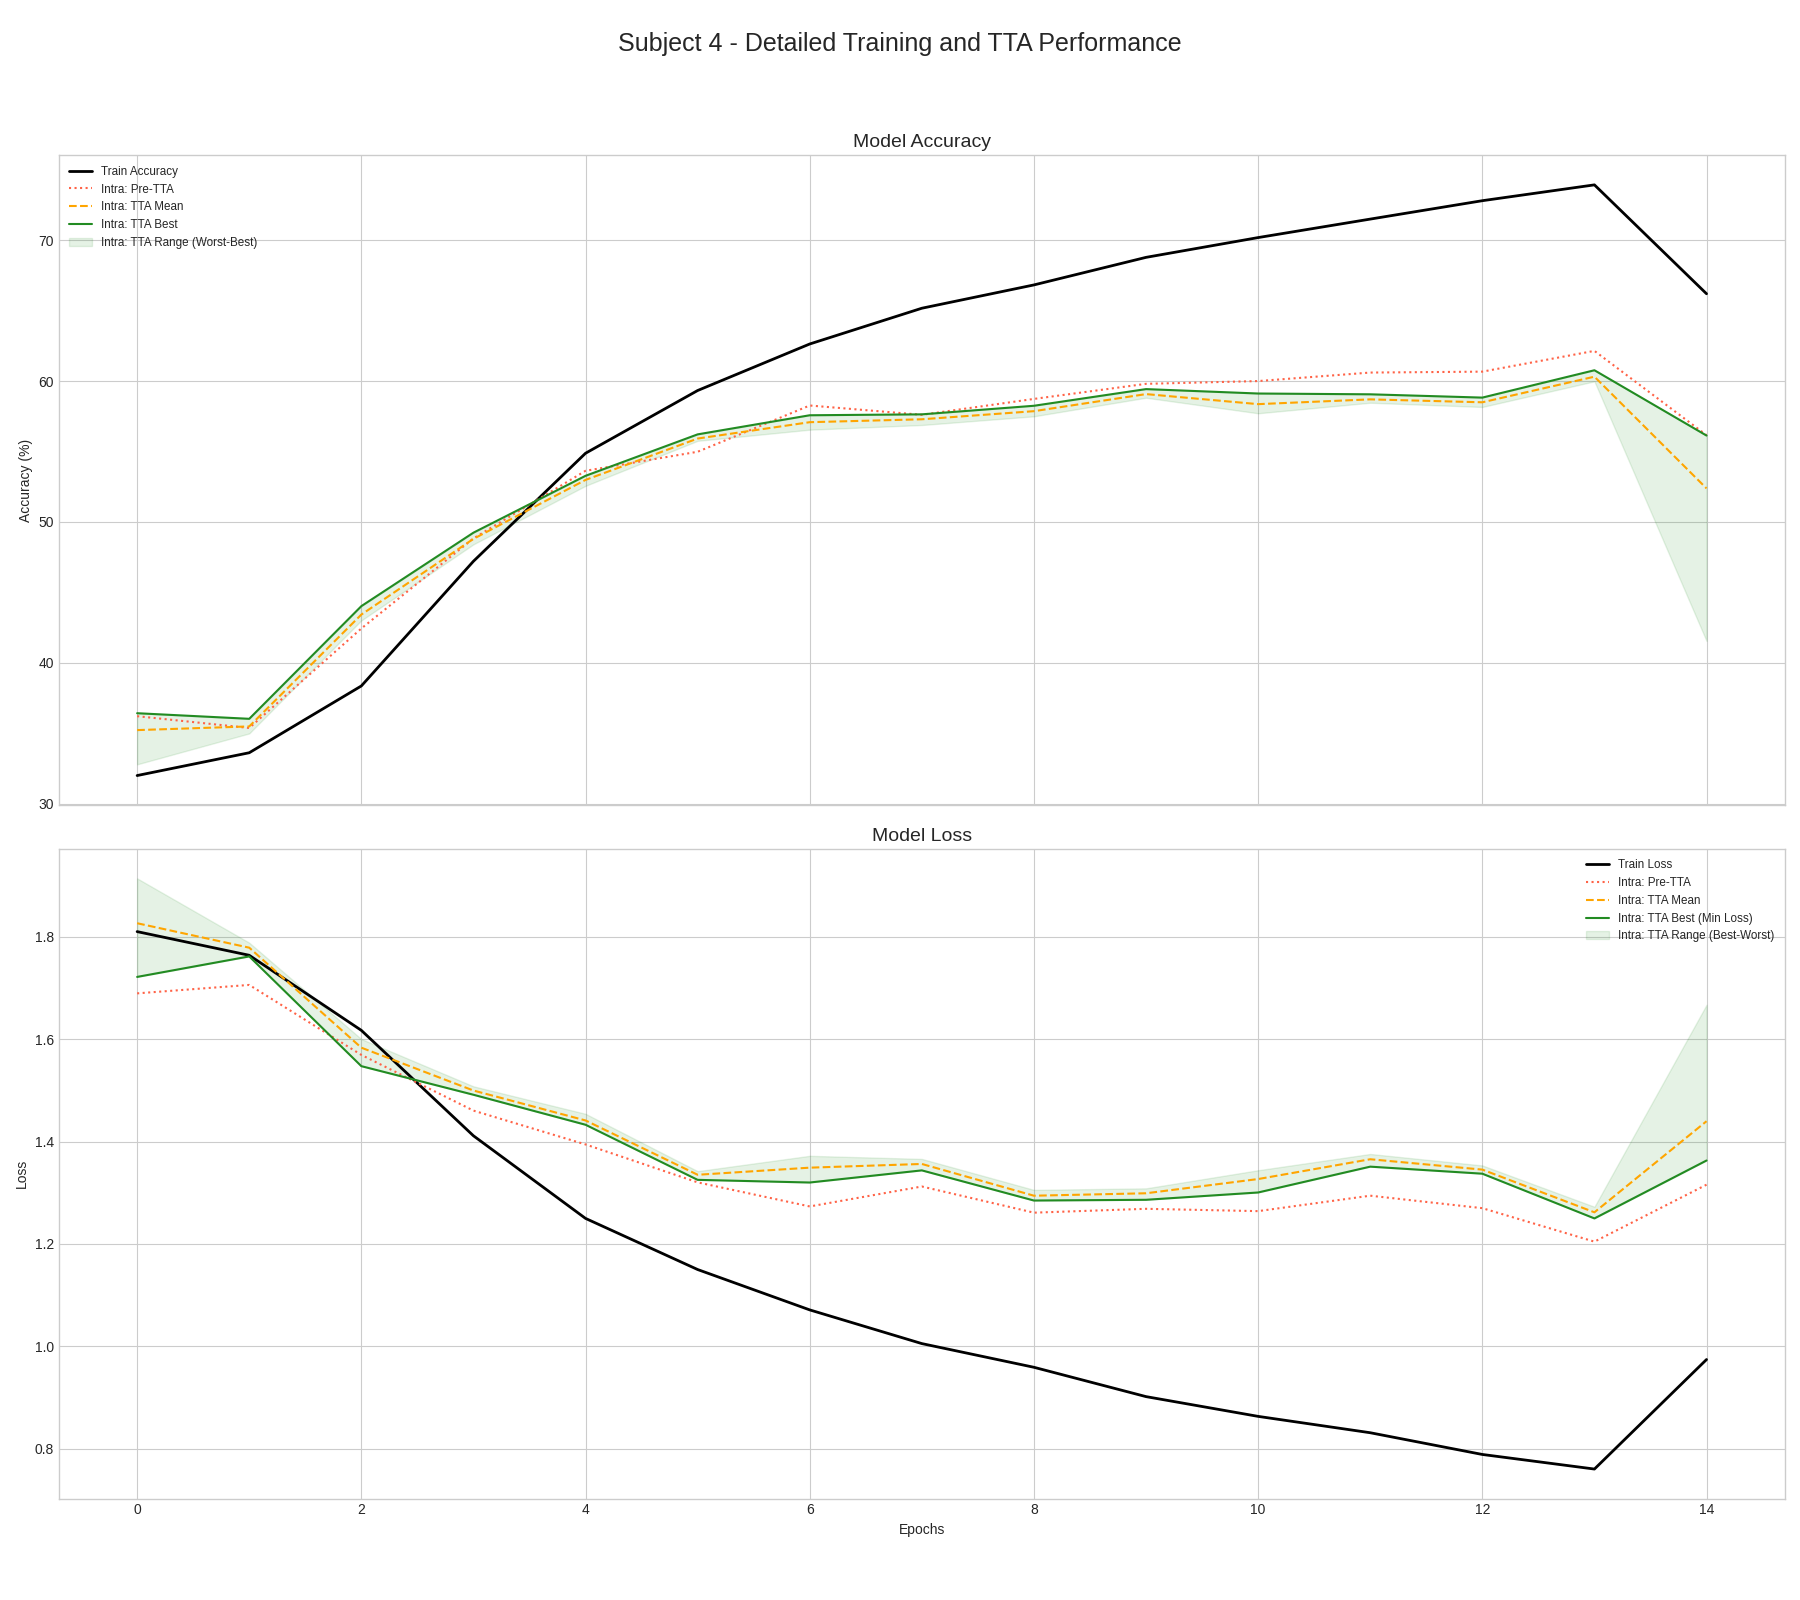 Subject 4 - Detailed Training and TTA Performance
Model Accuracy
Train Accuracy
Intra: Pre-TTA
Intra: TTA Mean
Intra: TTA Best
Intra: TTA Range (Worst-Best)
70
60
50
40
30
Accuracy (%)
Model Loss
Train Loss
Intra: Pre-TTA
Intra: TTA Mean
Intra: TTA Best (Min Loss)
Intra: TTA Range (Best-Worst)
1.8
1.6
1.4
1.2
1.0
0.8
Loss
0 2 4 6 8 10 12 14
Epochs